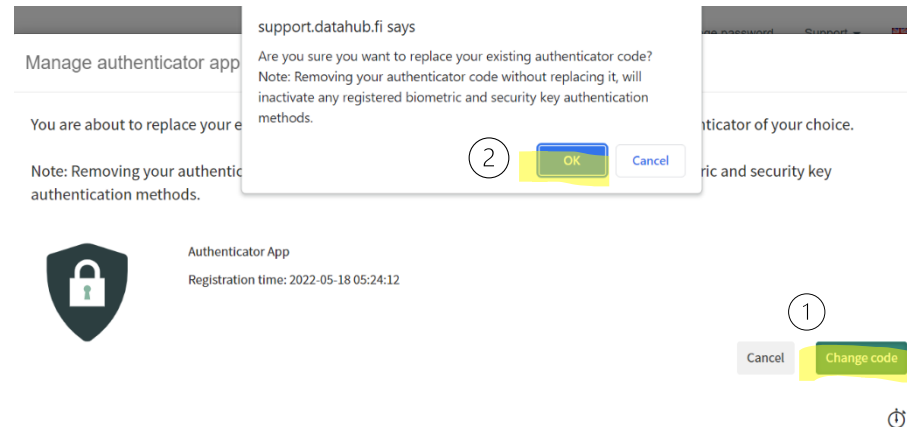 support.datahub.fi says
Are you sure you want to replace your existing authenticator code?
Note: Removing your authenticator code without replacing it, will
inactivate any registered biometric and security key authentication
methods.
2
OK
Cancel
password
Support
Manage authenticator app
You are about to replace your e
nticator of your choice.
Note: Removing your authentic
ric and security key
authentication methods.
Authenticator App
Registration time: 2022-05-18 05:24:12
1
Cancel
Change code